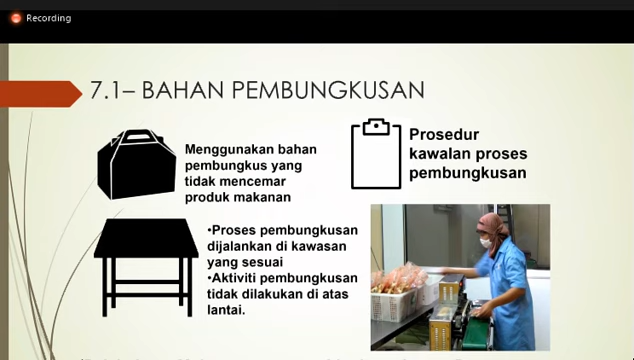 Recording
7.1– BAHAN PEMBUNGKUSAN
Menggunakan bahan
pembungkus yang
tidak mencemar
produk makanan
Prosedur
kawalan proses
pembungkusan
•Proses pembungkusan
dijalankan di kawasan
yang sesuai
•Aktiviti pembungkusan
tidak dilakukan di atas
lantai.